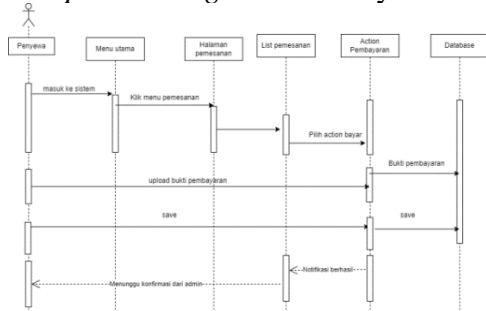 Penyewa
Menu utama
Halaman
pemesanan
List pemesanan
Action
Pembayaran
Database
masuk ke sistem
Klik menu pemesanan
Pilih action bayar
Bukti pembayaran
upload bukti pembayaran
save
save
Notifikasi berhasil
Menunggu konfirmasi dari admin